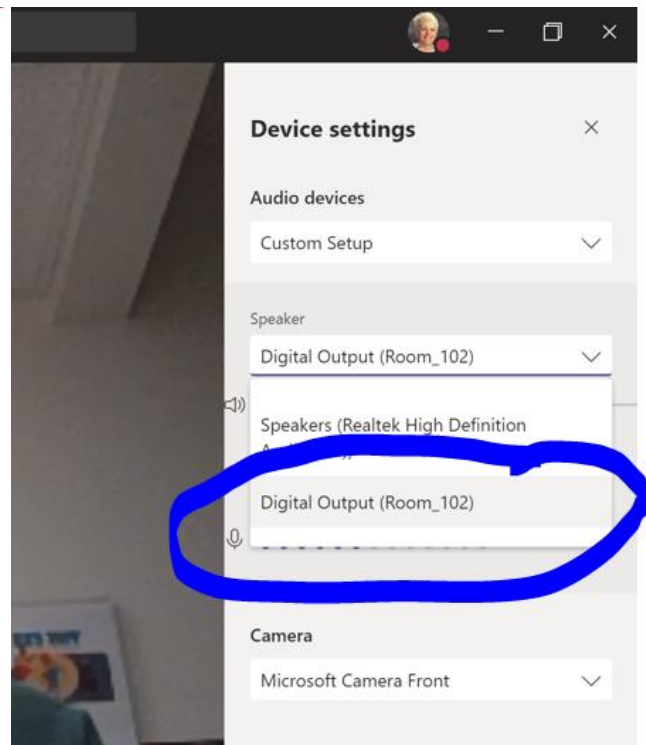 Device settings
Audio devices
Custom Setup
Speaker
Digital Output (Room_102)
Speakers (Realtek High Definition
Digital Output (Room_102)
Camera
Microsoft Camera Front